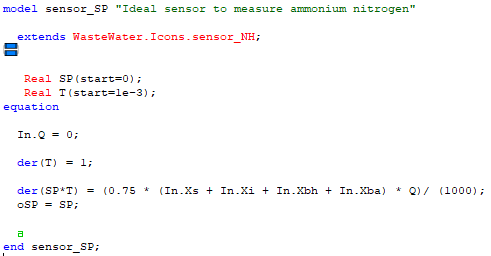 model sensor_SP "Ideal sensor to measure ammonium nitrogen"
extends WasteWater.Icons.sensor_NH;
Real SP(start=0);
Real T(start=1e-3);
equation
In.Q = 0;
der(T) = 1;
der(SP*T) = (0.75 * (In.Xs + In.Xi + In.Xbh + In.Xba) * Q)/ (1000);
oSP = SP;
a
end sensor_SP;